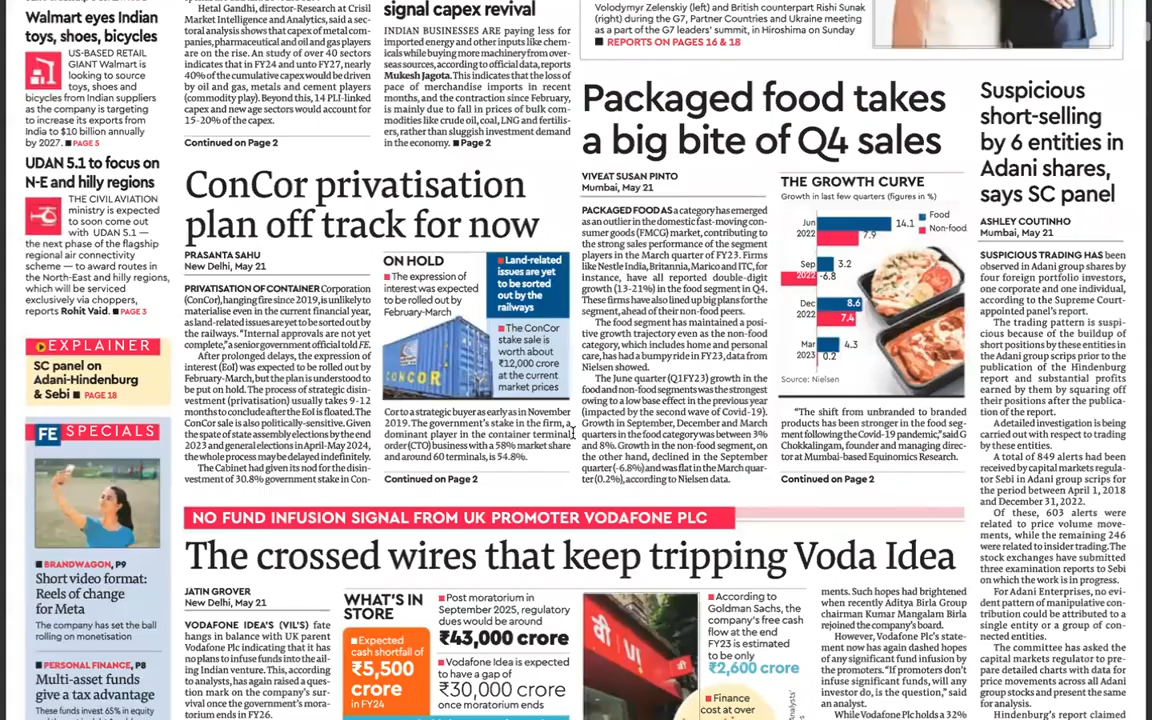 Walmart eyes Indian
toys, shoes, bicycles
US-BASED RETAIL
GIANT Walmart is
looking to source
toys, shoes and
bicycles from Indian suppliers
as the company is targeting
to increase its exports from
India to $10 billion annually
by 2027. ■ PAGE 5
UDAN 5.1 to focus on
N-E and hilly regions
THE CIVIL AVIATION
ministry is expected
to soon come out
with UDAN 5.1 —
the next phase of the flagship
regional air connectivity
scheme — to award routes in
the North-East and hilly regions,
which will be serviced
exclusively via choppers,
reports Rohit Vaid. ■ PAGE 3
EXPLAINER
SC panel on
Adani-Hindenburg
& Sebi ■ PAGE 18
FE SPECIALS
■ BRANDWAGON, P9
Short video format:
Reels of change
for Meta
The company has set the ball
rolling on monetisation
■ PERSONAL FINANCE, P8
Multi-asset funds
give a tax advantage
These funds invest 65% in equity
Hetal Gandhi, director-Research at Crisil
Market Intelligence and Analytics, said a sec-
toral analysis shows that capex of metal com-
panies, pharmaceutical and oil and gas players
are on the rise. An study of over 40 sectors
indicates that in FY24 and unto FY27, nearly
40% of the cumulative capex would be driven
by oil and gas, metals and cement players
(commodity play). Beyond this, 14 PLI-linked
capex and new age sectors would account for
15-20% of the capex.
Continued on Page 2
signal capex revival
INDIAN BUSINESSES ARE paying less for
imported energy and other inputs like chem-
icals while buying more machinery from over-
seas sources, according to official data, reports
Mukesh Jagota. This indicates that the loss of
pace of merchandise imports in recent
months, and the contraction since February,
is mainly due to fall in prices of bulk com-
modities like crude oil, coal, LNG and fertilis-
ers, rather than sluggish investment demand
in the economy. ■ Page 2
Volodymyr Zelenskiy (left) and British counterpart Rishi Sunak
(right) during the G7, Partner Countries and Ukraine meeting
as a part of the G7 leaders' summit, in Hiroshima on Sunday
■ REPORTS ON PAGES 16 & 18
ConCor privatisation
plan off track for now
PRASANTA SAHU
New Delhi, May 21
PRIVATISATION OF CONTAINER Corporation
(ConCor), hanging fire since 2019, is unlikely to
materialise even in the current financial year,
as land-related issues are yet to be sorted out by
the railways. "Internal approvals are not yet
complete," a senior government official told FE.
After prolonged delays, the expression of
interest (EoI) was expected to be rolled out by
February-March, but the plan is understood to
be put on hold. The process of strategic disin-
vestment (privatisation) usually takes 9-12
months to conclude after the EoI is floated. The
ConCor sale is also politically-sensitive. Given
the spate of state assembly elections by the end
2023 and general elections in April-May 2024,
the whole process may be delayed indefinitely.
The Cabinet had given its nod for the disin-
vestment of 30.8% government stake in Con-
ON HOLD
■ The expression
of interest was
expected to be
rolled out by
February-March
■ Land-related
issues are yet
to be sorted
out by the
railways
■ The ConCor
stake sale is
worth about
₹12,000 crore
at the current
market prices
CONCOR
Cor to a strategic buyer as early as in November
2019. The government's stake in the firm, a
dominant player in the container terminal
order (CTO) business with a 58% market share
and around 60 terminals, is 54.8%.
Continued on Page 2
Packaged food takes
a big bite of Q4 sales
VIVEAT SUSAN PINTO
Mumbai, May 21
PACKAGED FOOD AS a category has emerged
as an outlier in the domestic fast-moving con-
sumer goods (FMCG) market, contributing to
the strong sales performance of the segment
players in the March quarter of FY23. Firms
like Nestle India, Britannia, Marico and ITC, for
instance, have all reported double-digit
growth (13-21%) in the food segment in Q4.
These firms have also lined up big plans for the
segment, ahead of their non-food peers.
The food segment has maintained a posi-
tive growth trajectory even as the non-food
category, which includes home and personal
care, has had a bumpy ride in FY23, data from
Nielsen showed.
The June quarter (Q1FY23) growth in the
food and non-food segments was the strongest
owing to a low base effect in the previous year
(impacted by the second wave of Covid-19).
Growth in September, December and March
quarters in the food category was between 3%
and 8%. Growth in the non-food segment, on
the other hand, declined in the September
quarter (-6.8%) and was flat in the March quar-
ter (0.2%), according to Nielsen data.
THE GROWTH CURVE
Growth in last few quarters (figures in %)
■ Food
■ Non-food
Jun 2022 14.1 7.9
Sep 2022 3.2 -6.8
Dec 2022 8.6 7.4
Mar 2023 4.3 0.2
Source: Nielsen
"The shift from unbranded to branded
products has been stronger in the food seg-
ment following the Covid-19 pandemic," said G
Chokkalingam, founder and managing direc-
tor at Mumbai-based Equinomics Research.
Continued on Page 2
Suspicious
short-selling
by 6 entities in
Adani shares,
says SC panel
ASHLEY COUTINHO
Mumbai, May 21
SUSPICIOUS TRADING HAS been
observed in Adani group shares by
four foreign portfolio investors,
one corporate and one individual,
according to the Supreme Court-
appointed panel's report.
The trading pattern is suspi-
cious because of the buildup of
short positions by these entities in
the Adani group scrips prior to the
publication of the Hindenburg
report and substantial profits
earned by them by squaring off
their positions after the publica-
tion of the report.
A detailed investigation is being
carried out with respect to trading
by these entities.
A total of 849 alerts had been
received by capital markets regula-
tor Sebi in Adani group scrips for
the period between April 1, 2018
and December 31, 2022.
Of these, 603 alerts were
related to price volume move-
ments, while the remaining 246
were related to insider trading. The
stock exchanges have submitted
three examination reports to Sebi
on which the work is in progress.
For Adani Enterprises, no evi-
dent pattern of manipulative con-
tribution could be attributed to a
single entity or a group of con-
nected entities.
The committee has asked the
capital markets regulator to pre-
pare detailed charts with data for
price movements across all Adani
group stocks and present the same
for analysis.
Hindenburg's report claimed
NO FUND INFUSION SIGNAL FROM UK PROMOTER VODAFONE PLC
The crossed wires that keep tripping Voda Idea
JATIN GROVER
New Delhi, May 21
VODAFONE IDEA'S (VIL'S) fate
hangs in balance with UK parent
Vodafone Plc indicating that it has
no plans to infuse funds into the ail-
ing Indian venture. This, according
to analysts, has again raised a ques-
tion mark on the company's sur-
vival once the government's mora-
torium ends in FY26.
WHAT'S IN
STORE
■ Expected
cash shortfall of
₹5,500
crore
in FY24
■ Post moratorium in
September 2025, regulatory
dues would be around
₹43,000 crore
■ Vodafone Idea is expected
to have a gap of
₹30,000 crore
once moratorium ends
वी VI
■ According to
Goldman Sachs, the
company's free cash
flow at the end
FY23 is estimated
to be only
₹2,600 crore
■ Finance
cost at over
ments. Such hopes had brightened
when recently Aditya Birla Group
chairman Kumar Mangalam Birla
rejoined the company's board.
However, Vodafone Plc's state-
ment now has again dashed hopes
of any significant fund infusion by
the promoters. "If promoters don't
infuse significant funds, will any
investor do, is the question," said
an analyst.
While Vodafone Plc holds a 32%